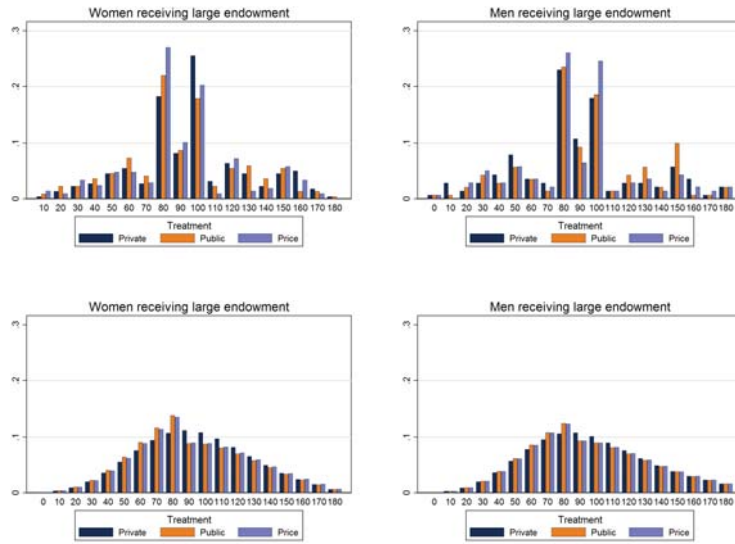 Women receiving large endowment
.3
.2
.1
0
10 20 30 40 50 60 70 80 90 100 110 120 130 140 150 160 170 180
Treatment
Private Public Price
Men receiving large endowment
.3
.2
.1
0
0 10 20 30 40 50 60 70 80 90 100 110 120 130 140 150 160 170 180
Treatment
Private Public Price
Women receiving large endowment
.3
.2
.1
0
0 10 20 30 40 50 60 70 80 90 100 110 120 130 140 150 160 170 180
Treatment
Private Public Price
Men receiving large endowment
.3
.2
.1
0
0 10 20 30 40 50 60 70 80 90 100 110 120 130 140 150 160 170 180
Treatment
Private Public Price